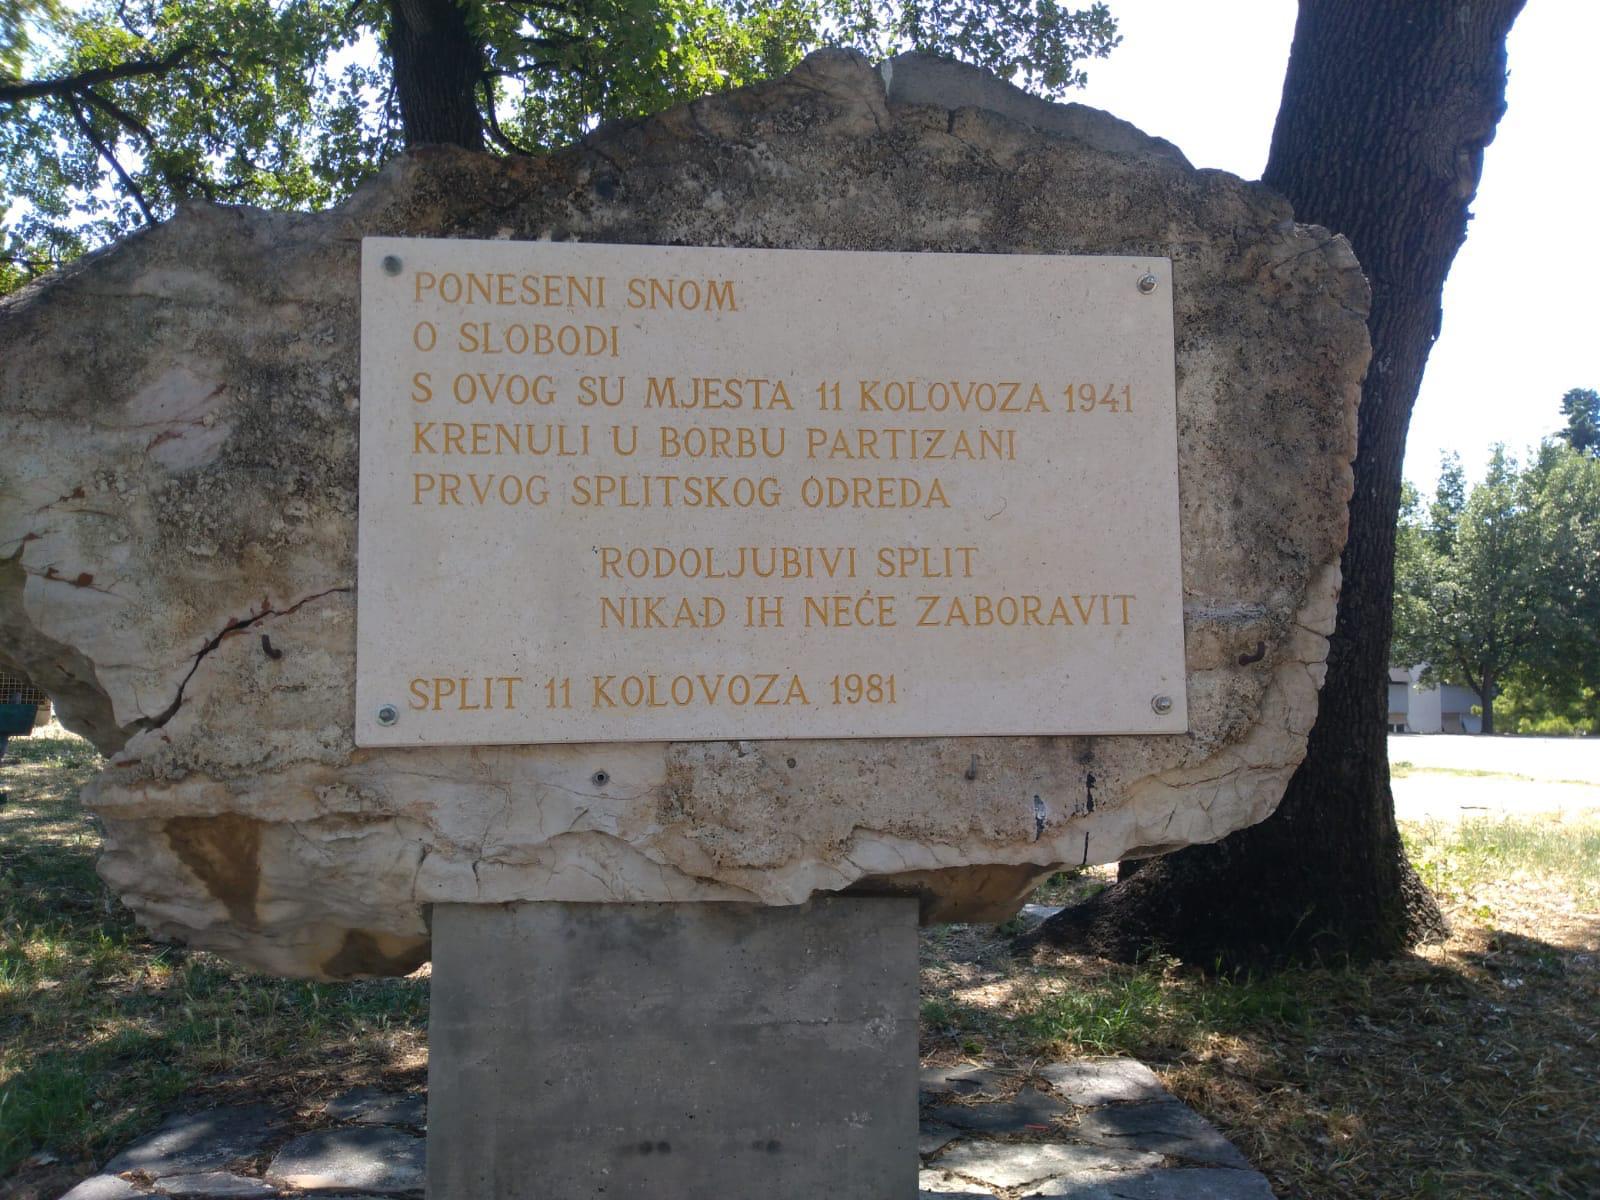 PONESENI SNOM
O SLOBODI
S OVOG SU MJESTA 11 KOLOVOZA 1941
KRENULI U BORBU PARTIZANI
PRVOG SPLITSKOG ODREDA
RODOLJUBIVI SPLIT
NIKAD IH NEĆE ZABORAVIT
SPLIT 11 KOLOVOZA 1981